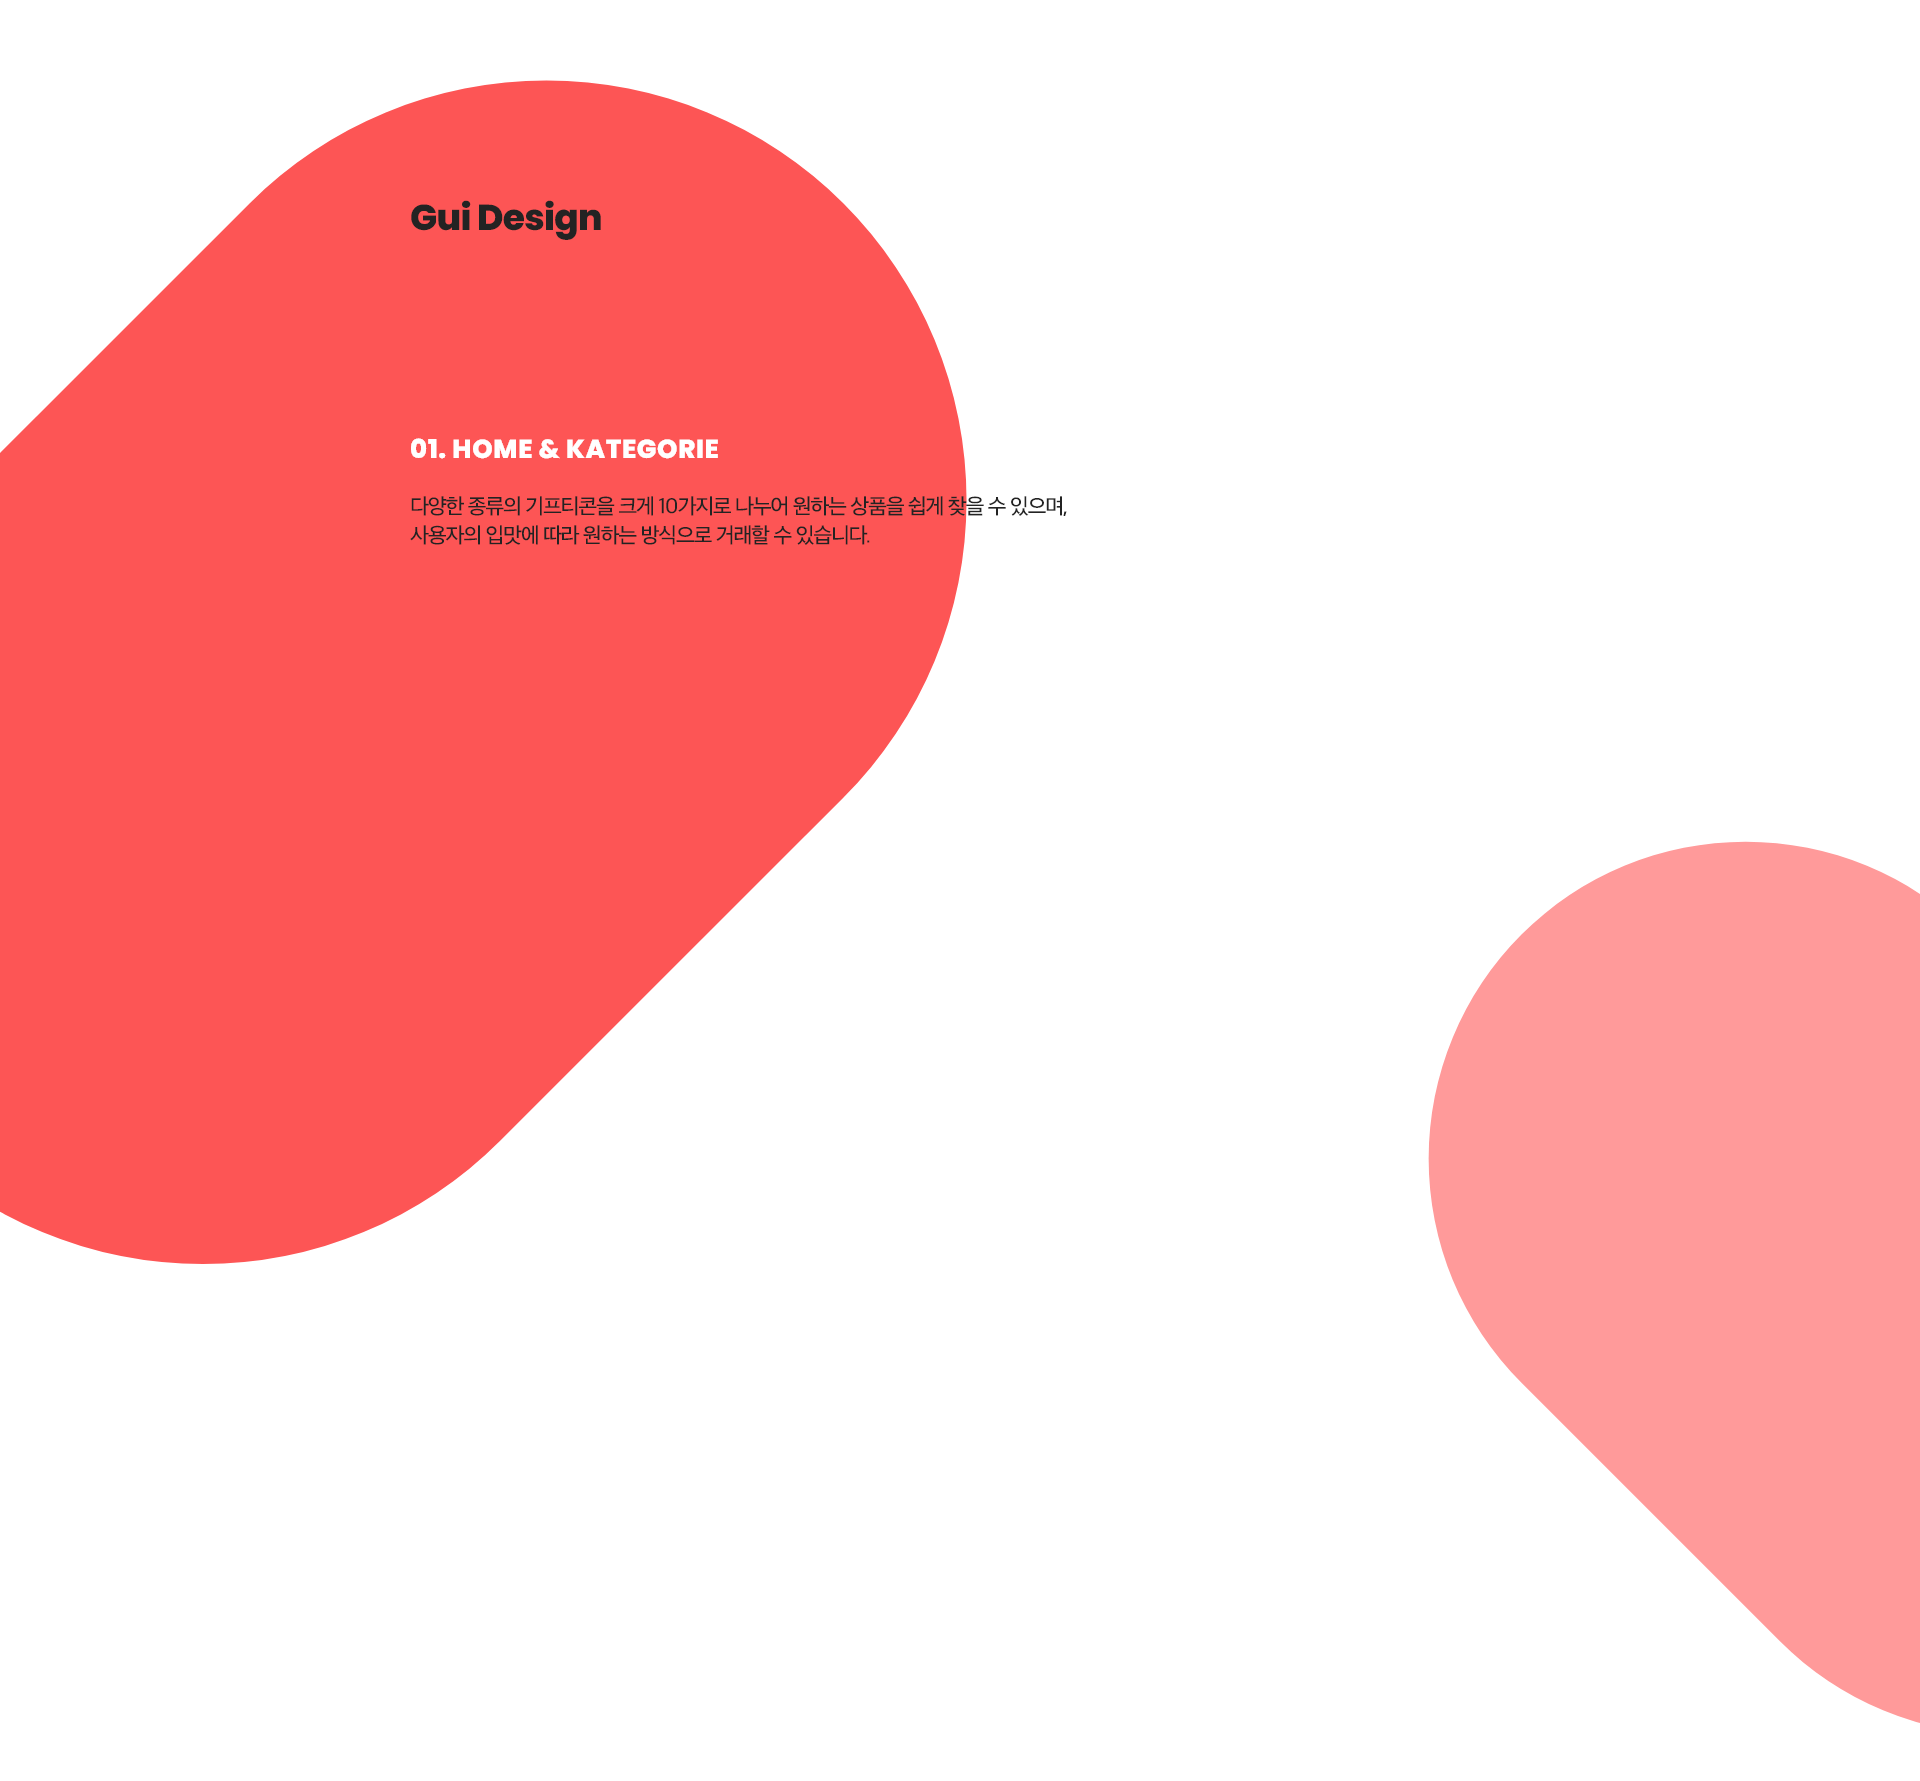 Gui Design
01. HOME & KATEGORIE
다양한 종류의 기프티콘을 크게 10가지로 나누어 원하는 상품을 쉽게 찾을 수 있으며,
사용자의 입맛에 따라 원하는 방식으로 거래할 수 있습니다.